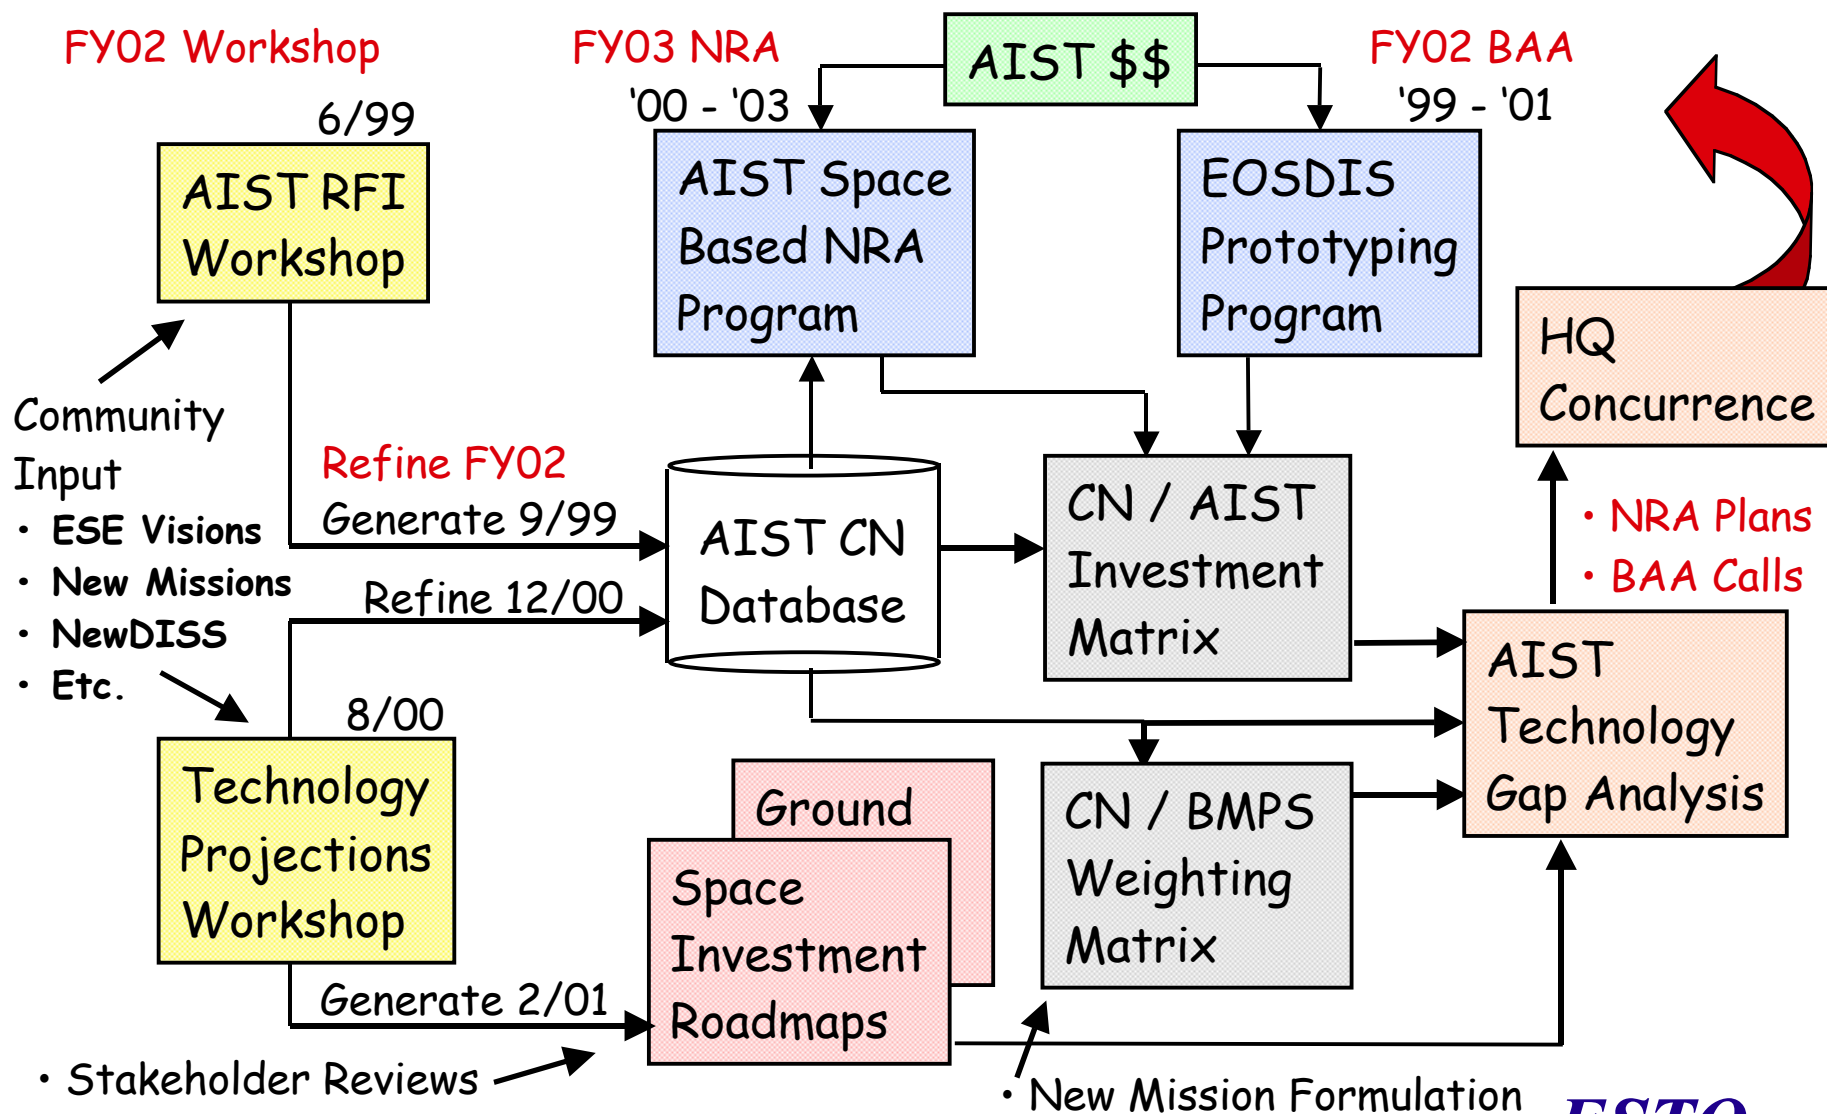 FY02 Workshop
FY03 NRA
AIST $$
FY02 BAA
6/99
'00 - '03
'99 - '01
AIST RFI
Workshop
AIST Space
Based NRA
Program
EOSDIS
Prototyping
Program
HQ
Concurrence
Community
Input
• ESE Visions
• New Missions
• NewDISS
• Etc.
Refine FY02
Generate 9/99
Refine 12/00
AIST CN
Database
CN / AIST
Investment
Matrix
• NRA Plans
• BAA Calls
8/00
Technology
Projections
Workshop
AIST
Technology
Gap Analysis
Ground
Space
Investment
Roadmaps
CN / BMPS
Weighting
Matrix
Generate 2/01
• Stakeholder Reviews
• New Mission Formulation
ESTO